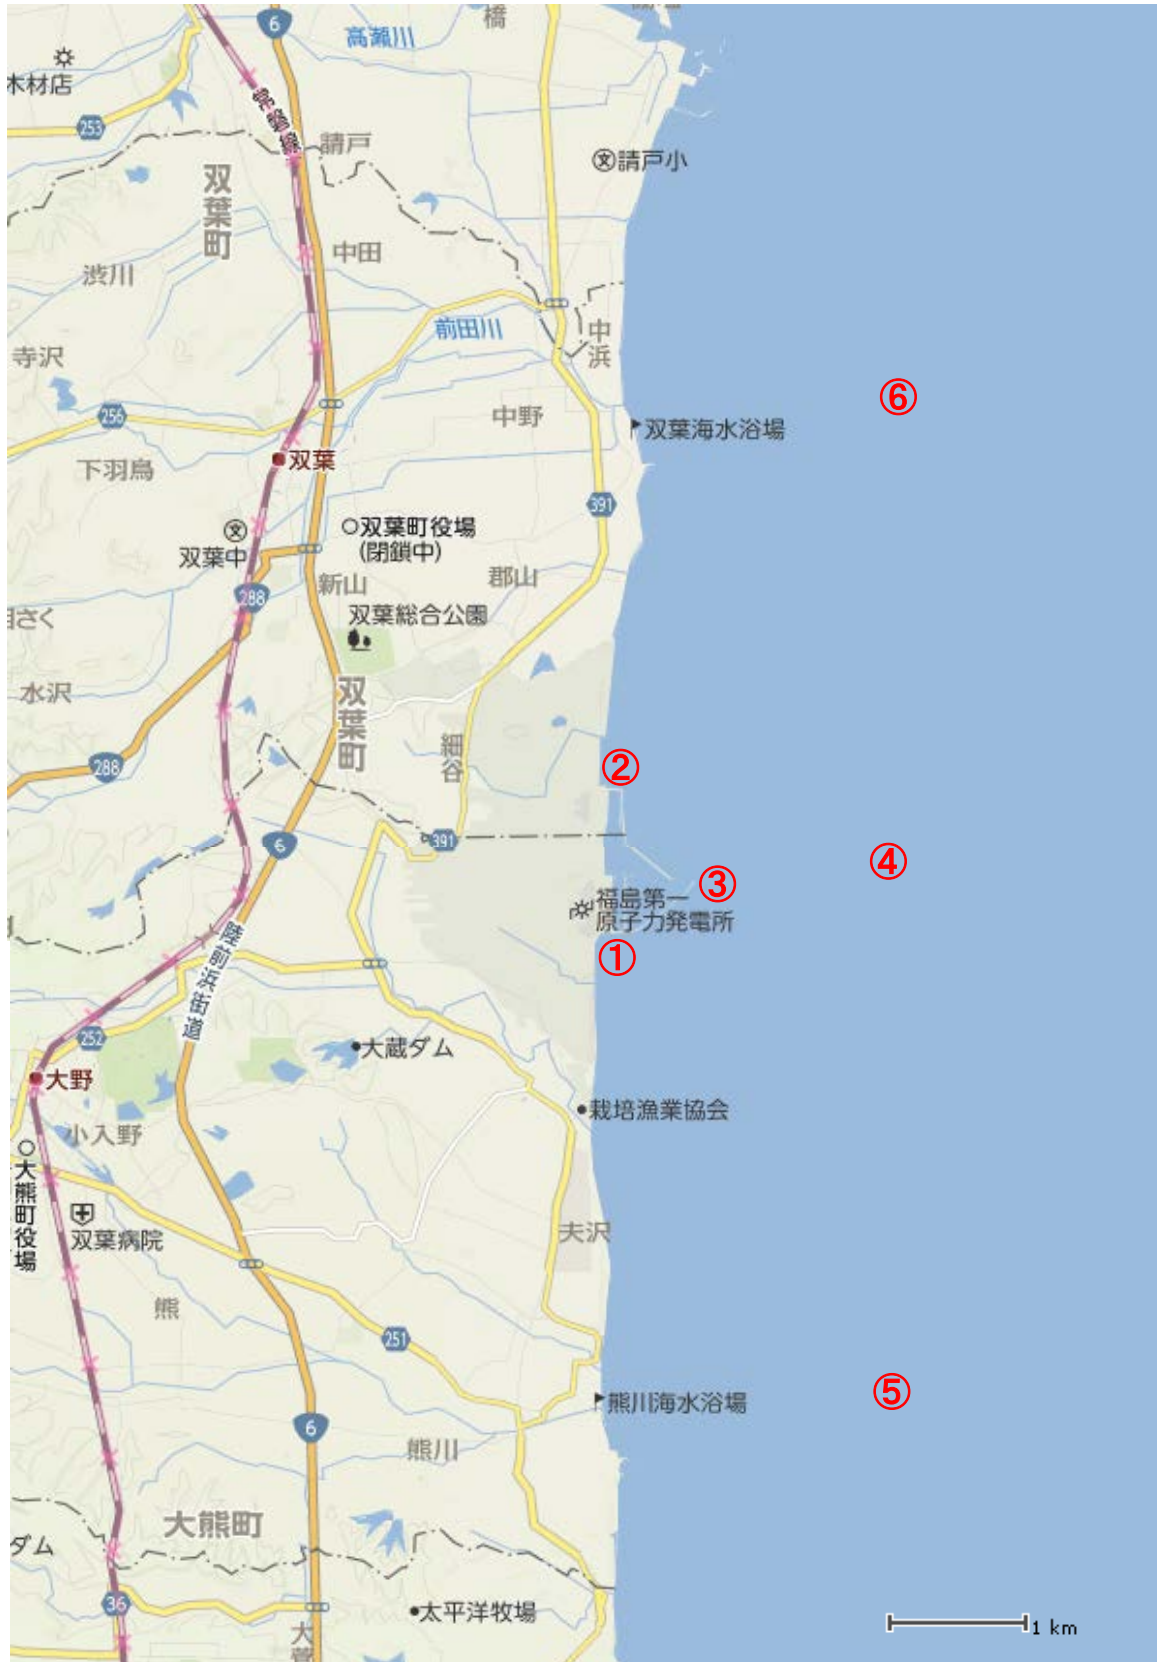 6
橋
高瀬川
木材店
253
常磐線
請戸
請戸小
双葉町
中田
渋川
前田川
中浜
寺沢
⑥
256
中野
双葉海水浴場
双葉
下羽鳥
391
双葉町役場
(閉鎖中)
双葉中
郡山
新山
288
双葉総合公園
水沢
双葉町
細谷
②
288
391
6
④
③
福島第一
原子力発電所
①
陸前浜街道
252
大蔵ダム
大野
栽培漁業協会
小入野
大熊町役場
双葉病院
夫沢
熊
251
⑤
熊川海水浴場
6
熊川
大熊町
ダム
36
太平洋牧場
1 km